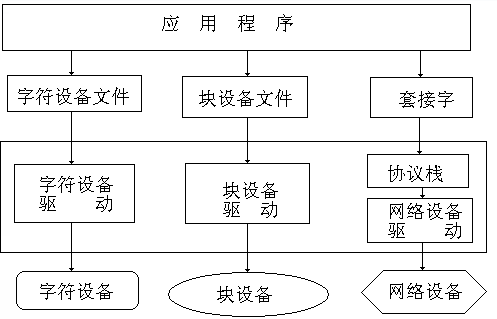 应 用 程 序
字符设备文件
块设备文件
套接字
字符设备
驱 动
块设备
驱 动
协议栈
网络设备
驱 动
字符设备
块设备
网络设备